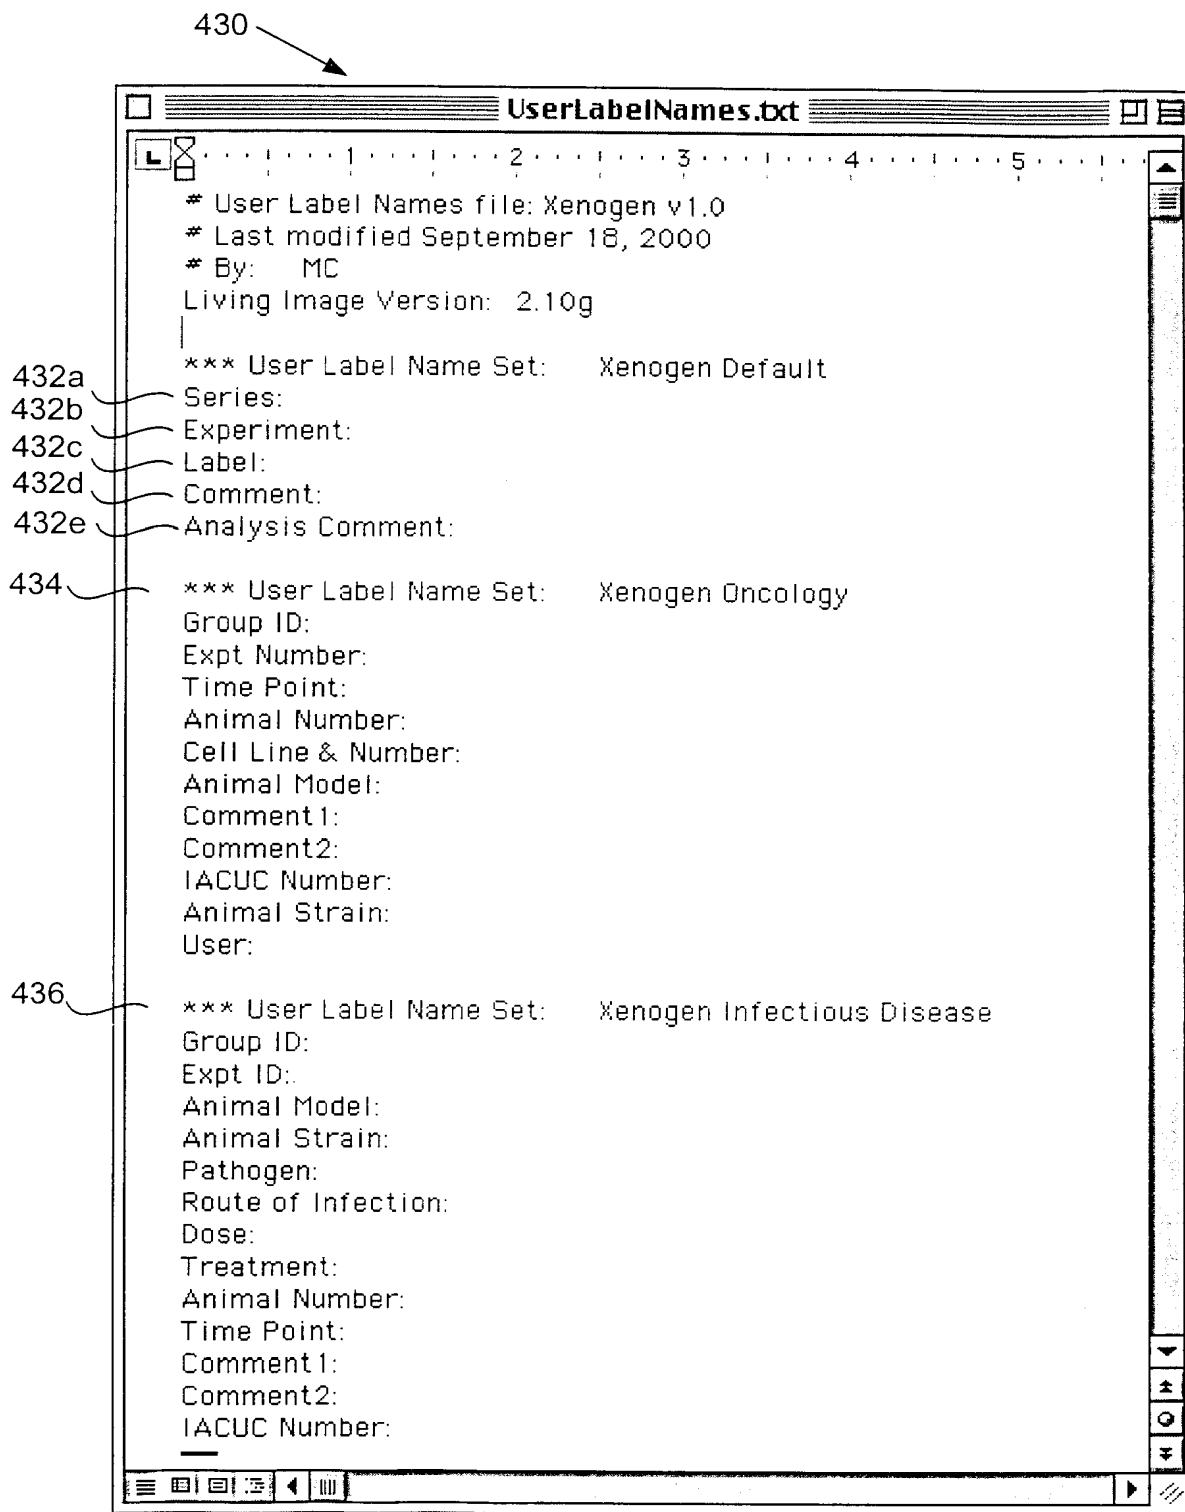 430
UserLabelNames.txt
L 1 2 3 4 5
# User Label Names file: Xenogen v1.0
# Last modified September 18, 2000
# By: MC
Living Image Version: 2.10g
*** User Label Name Set: Xenogen Default
432a Series:
432b Experiment:
432c Label:
432d Comment:
432e Analysis Comment:
434 *** User Label Name Set: Xenogen Oncology
Group ID:
Expt Number:
Time Point:
Animal Number:
Cell Line & Number:
Animal Model:
Comment1:
Comment2:
IACUC Number:
Animal Strain:
User:
436 *** User Label Name Set: Xenogen Infectious Disease
Group ID:
Expt ID:
Animal Model:
Animal Strain:
Pathogen:
Route of Infection:
Dose:
Treatment:
Animal Number:
Time Point:
Comment1:
Comment2:
IACUC Number: